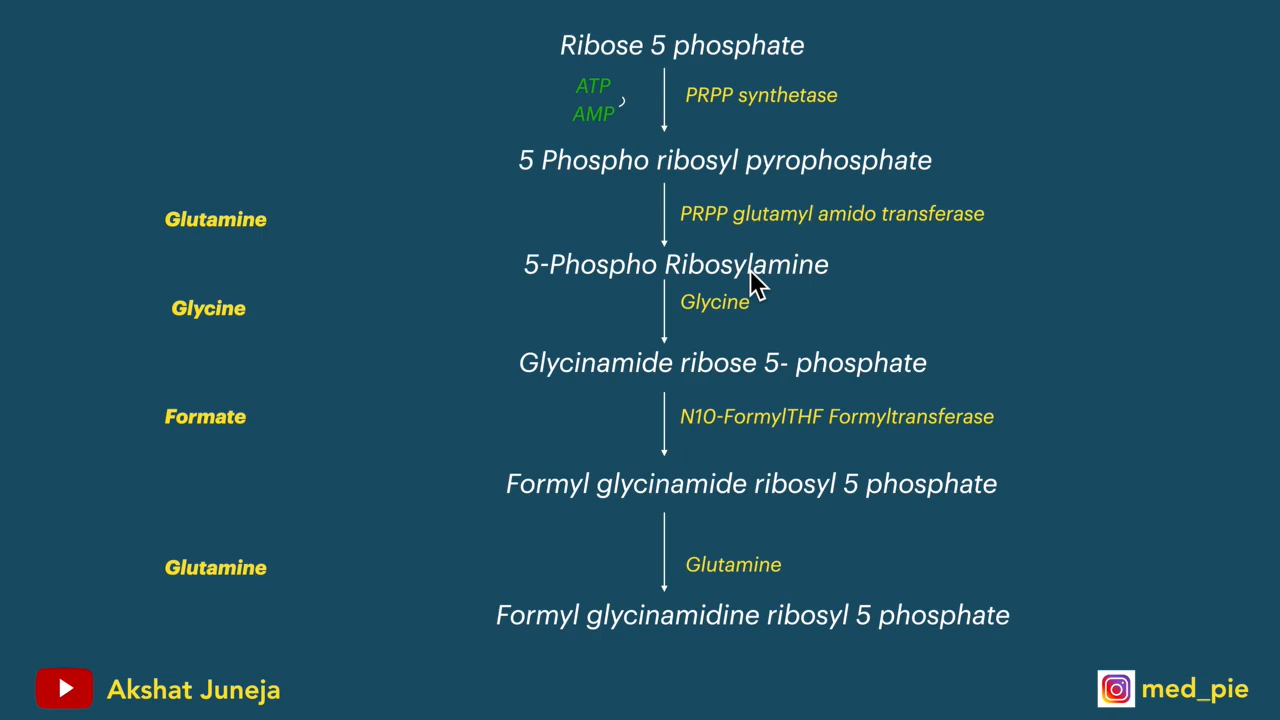 Ribose 5 phosphate
ATP
PRPP synthetase
AMP
5 Phospho ribosyl pyrophosphate
Glutamine
PRPP glutamyl amido transferase
5-Phospho Ribosylamine
Glycine
Glycine
Glycinamide ribose 5- phosphate
Formate
N10-FormylTHF Formyltransferase
Formyl glycinamide ribosyl 5 phosphate
Glutamine
Glutamine
Formyl glycinamidine ribosyl 5 phosphate
Akshat Juneja
med_pie